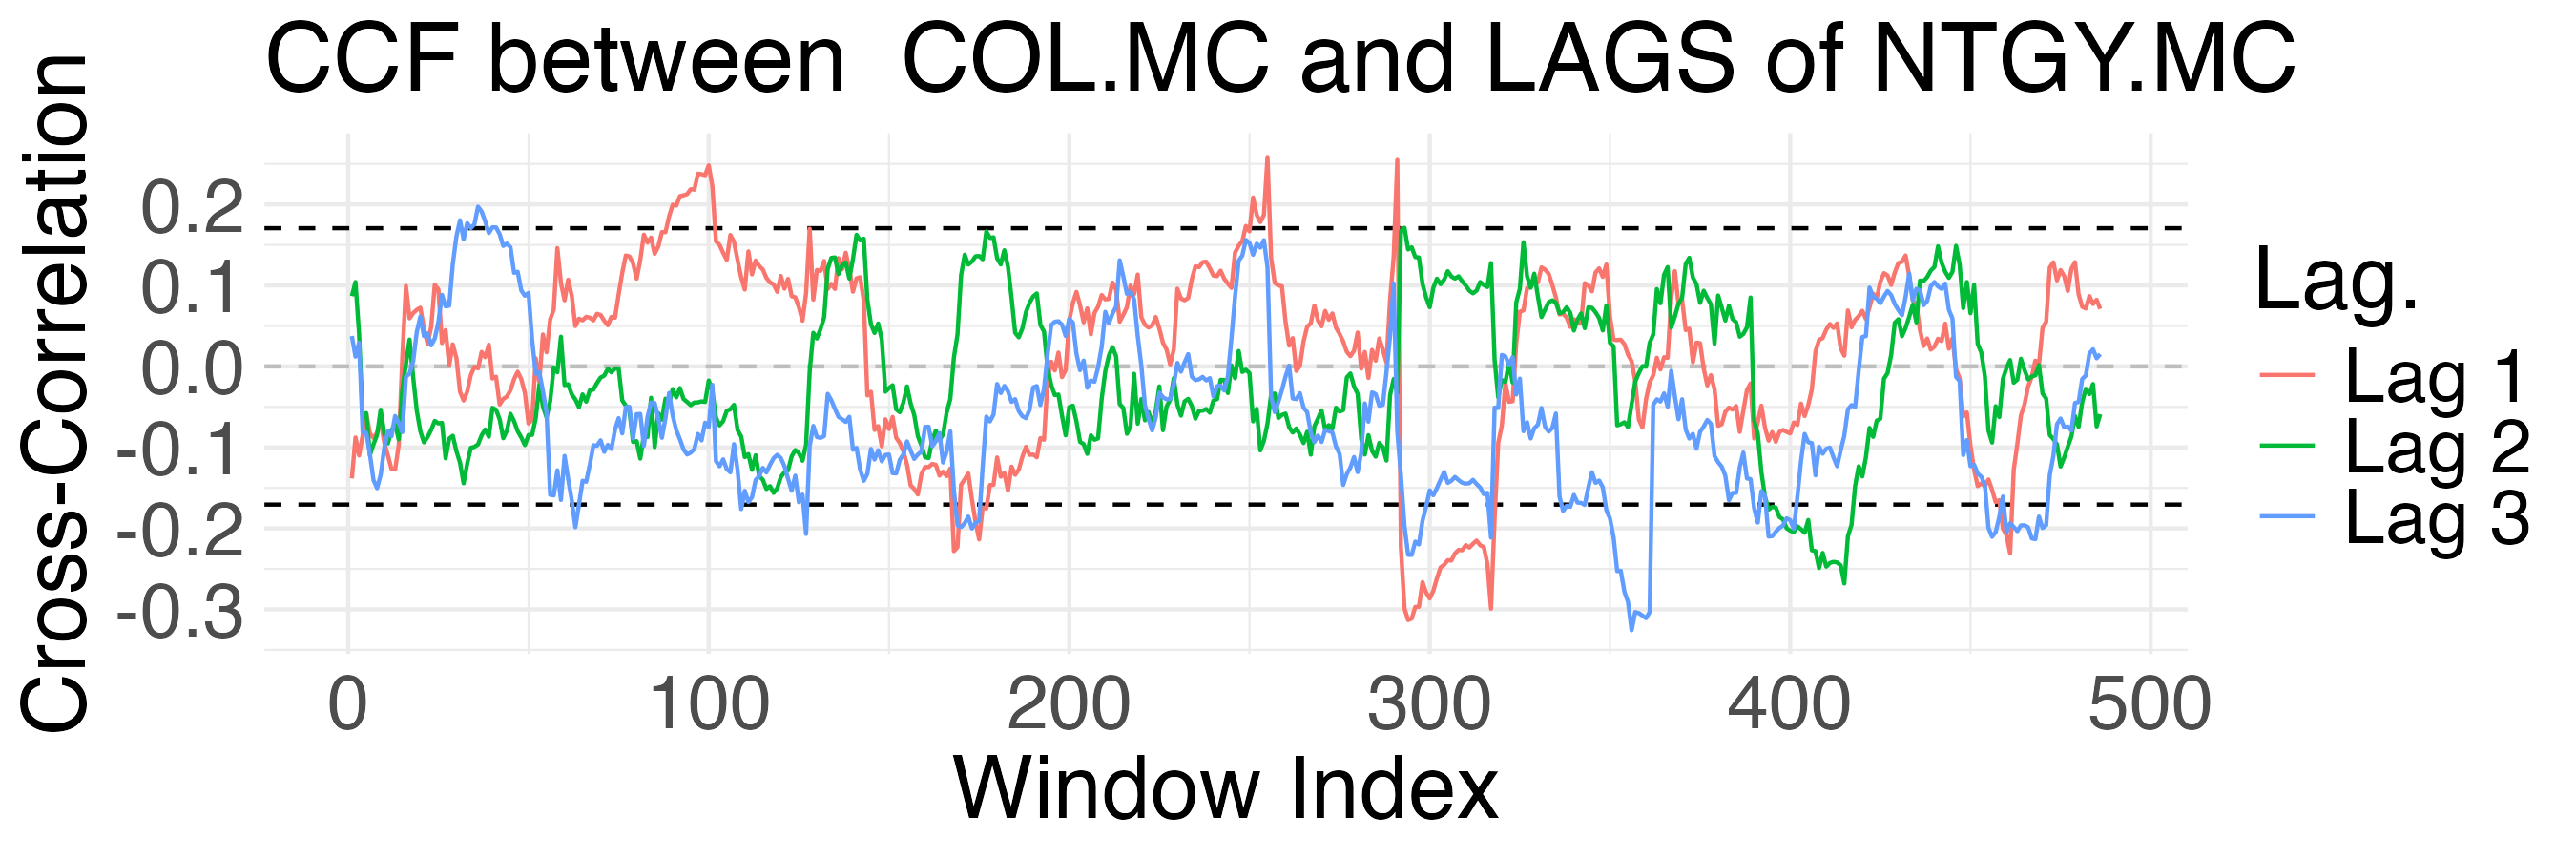 CCF between  COL.MC and LAGS of NTGY.MC
Cross-Correlation
0.2
0.1
0.0
-0.1
-0.2
-0.3
0 100 200 300 400 500
Window Index
Lag.
Lag 1
Lag 2
Lag 3